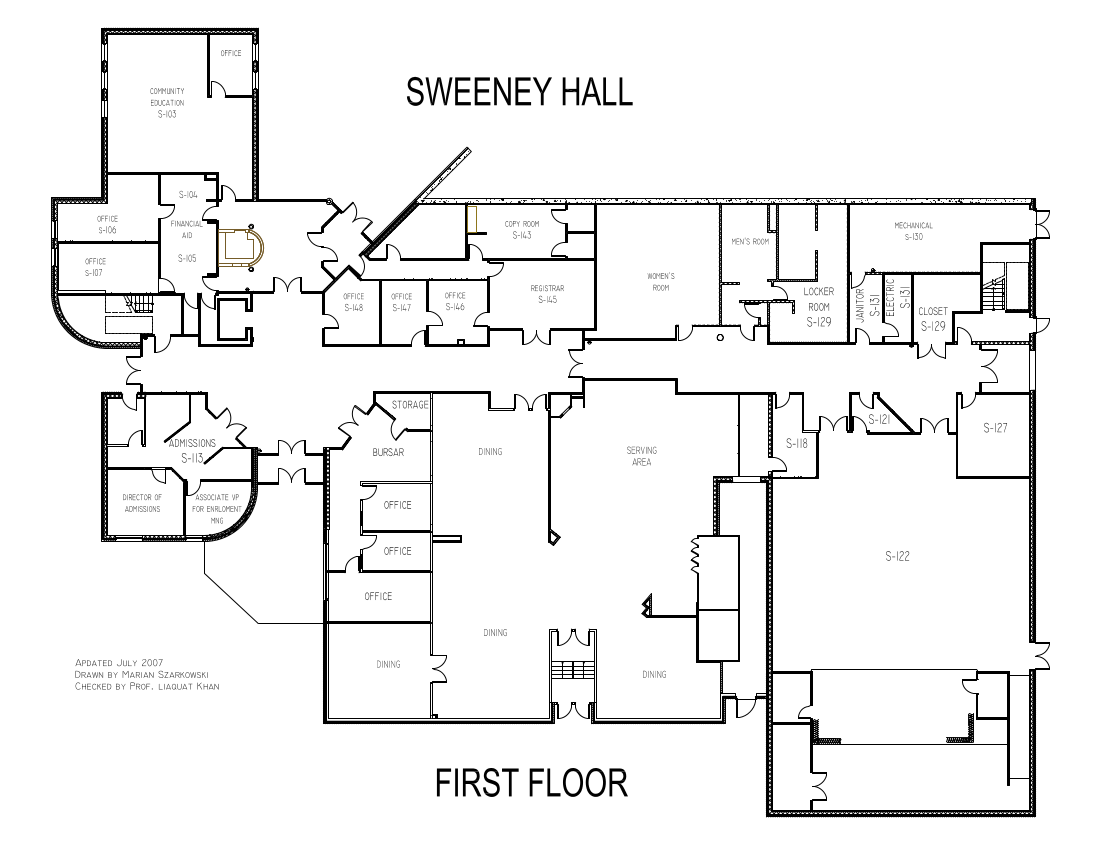 SWEENEY HALL
OFFICE
COMMUNITY
EDUCATION
S-103
S-104
FINANCIAL
AID
S-105
OFFICE
S-106
OFFICE
S-107
COPY ROOM
S-143
OFFICE
S-148
OFFICE
S-147
OFFICE
S-146
REGISTRAR
S-145
WOMEN'S
ROOM
MEN'S ROOM
LOCKER
ROOM
S-129
MECHANICAL
S-130
JANITOR
S-131
ELECTRIC
S-131
CLOSET
S-129
ADMISSIONS
S-113
DIRECTOR OF
ADMISSIONS
ASSOCIATE VP
FOR ENRLOMENT
MNG
STORAGE
BURSAR
OFFICE
OFFICE
OFFICE
DINING
DINING
DINING
SERVING
AREA
DINING
S-118
S-121
S-127
S-122
APDATED JULY 2007
DRAWN BY MARIAN SZARKOWSKI
CHECKED BY PROF. LIAQUAT KHAN
FIRST FLOOR